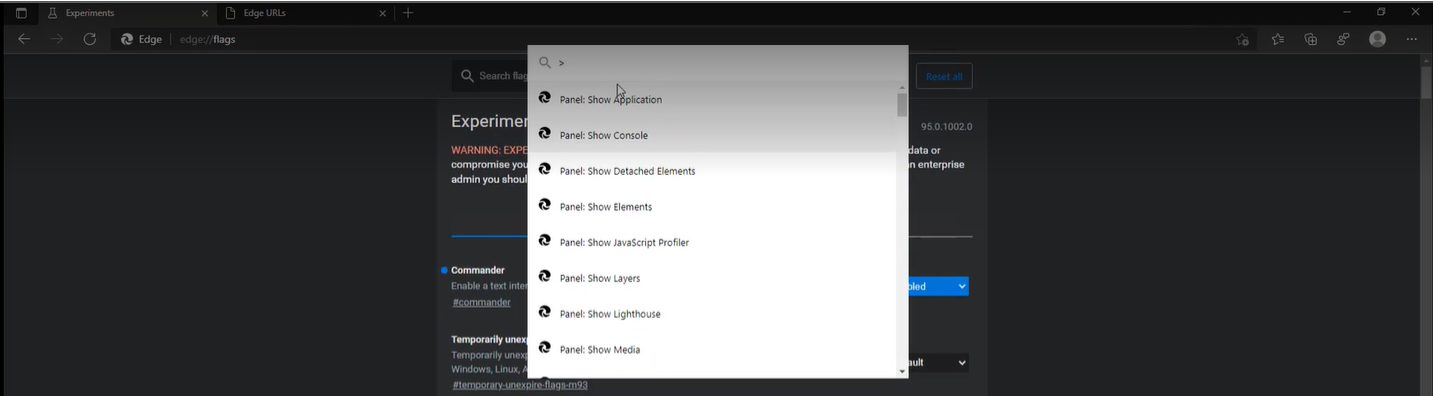 Experiments
Edge URLs
Edge
edge://flags
Search flag
Reset all
>
Panel: Show Application
Panel: Show Console
Panel: Show Detached Elements
Panel: Show Elements
Panel: Show JavaScript Profiler
Panel: Show Layers
Panel: Show Lighthouse
Panel: Show Media
Experimen
95.0.1002.0
WARNING: EXPE
data or
compromise you
n enterprise
admin you shoul
Commander
Enable a text inter
bled
#commander
Temporarily unexp
Temporarily unexp
ault
Windows, Linux, A
#temporary-unexpire-flags-m93